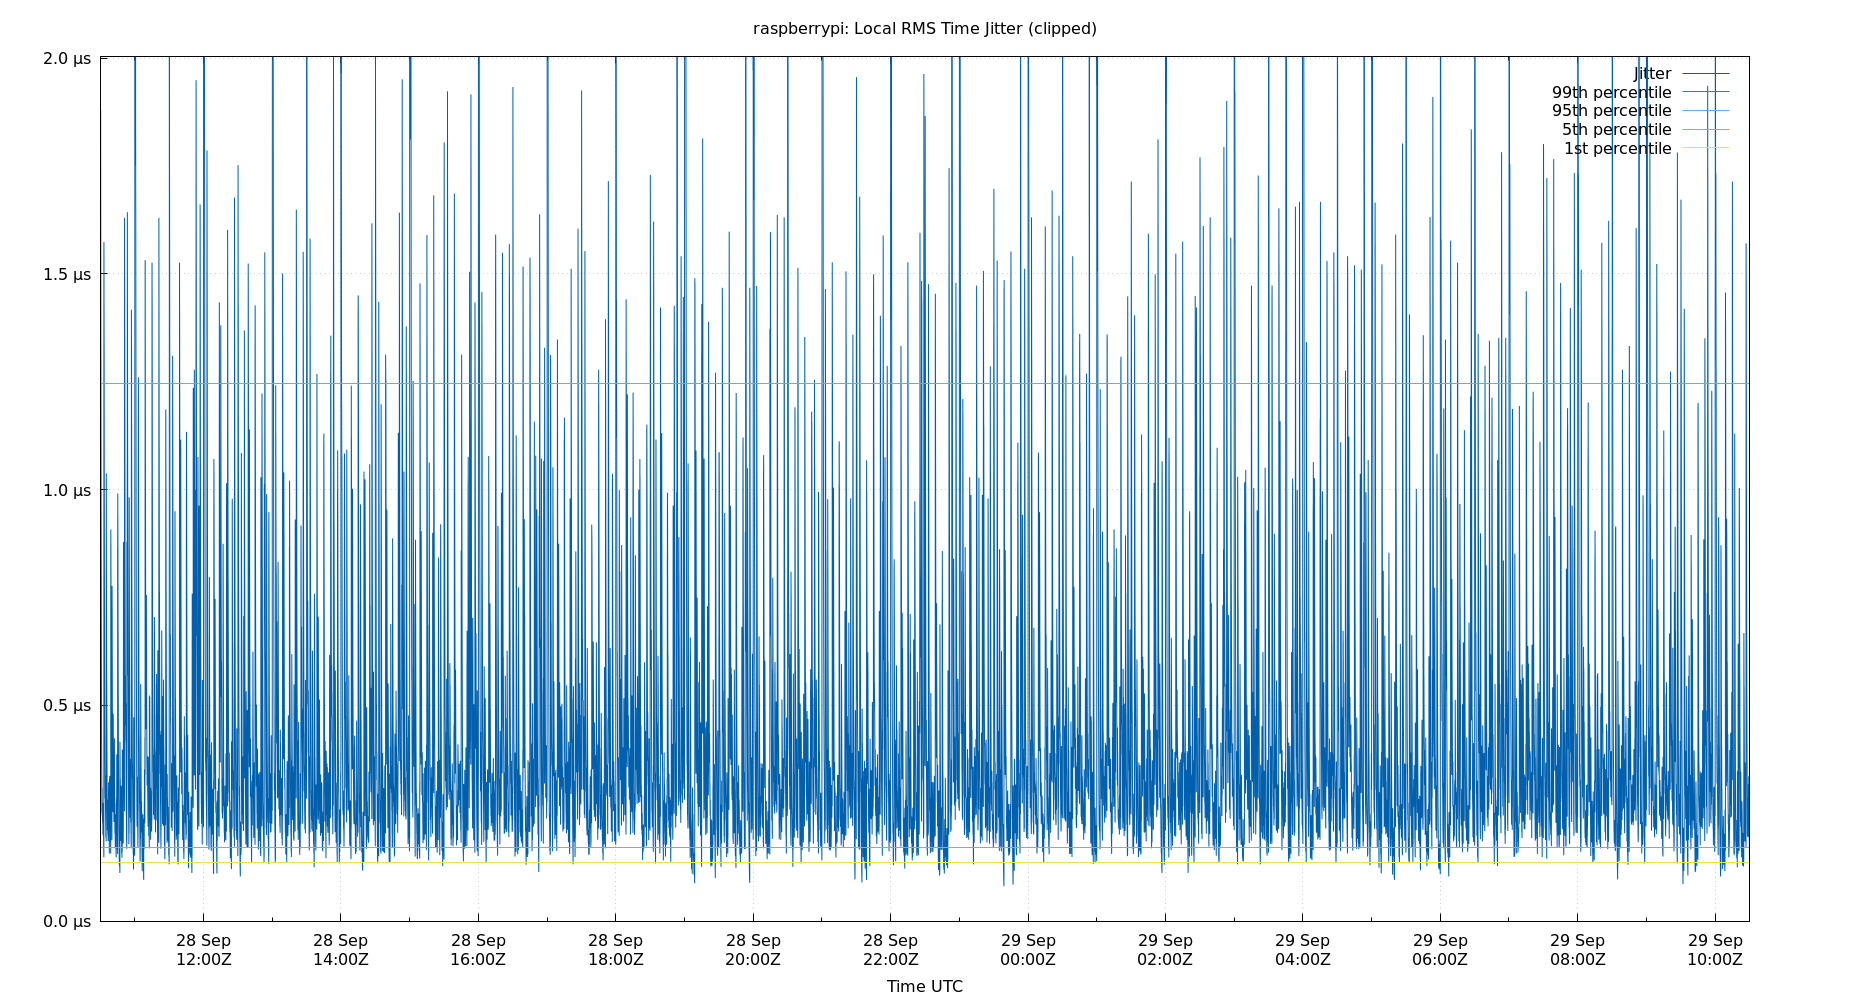 raspberrypi: Local RMS Time Jitter (clipped)
2.0 µs
1.5 µs
1.0 µs
0.5 µs
0.0 µs
Jitter
99th percentile
95th percentile
5th percentile
1st percentile
28 Sep 28 Sep 28 Sep 28 Sep 28 Sep 28 Sep 29 Sep 29 Sep 29 Sep 29 Sep 29 Sep 29 Sep
12:00Z 14:00Z 16:00Z 18:00Z 20:00Z 22:00Z 00:00Z 02:00Z 04:00Z 06:00Z 08:00Z 10:00Z
Time UTC